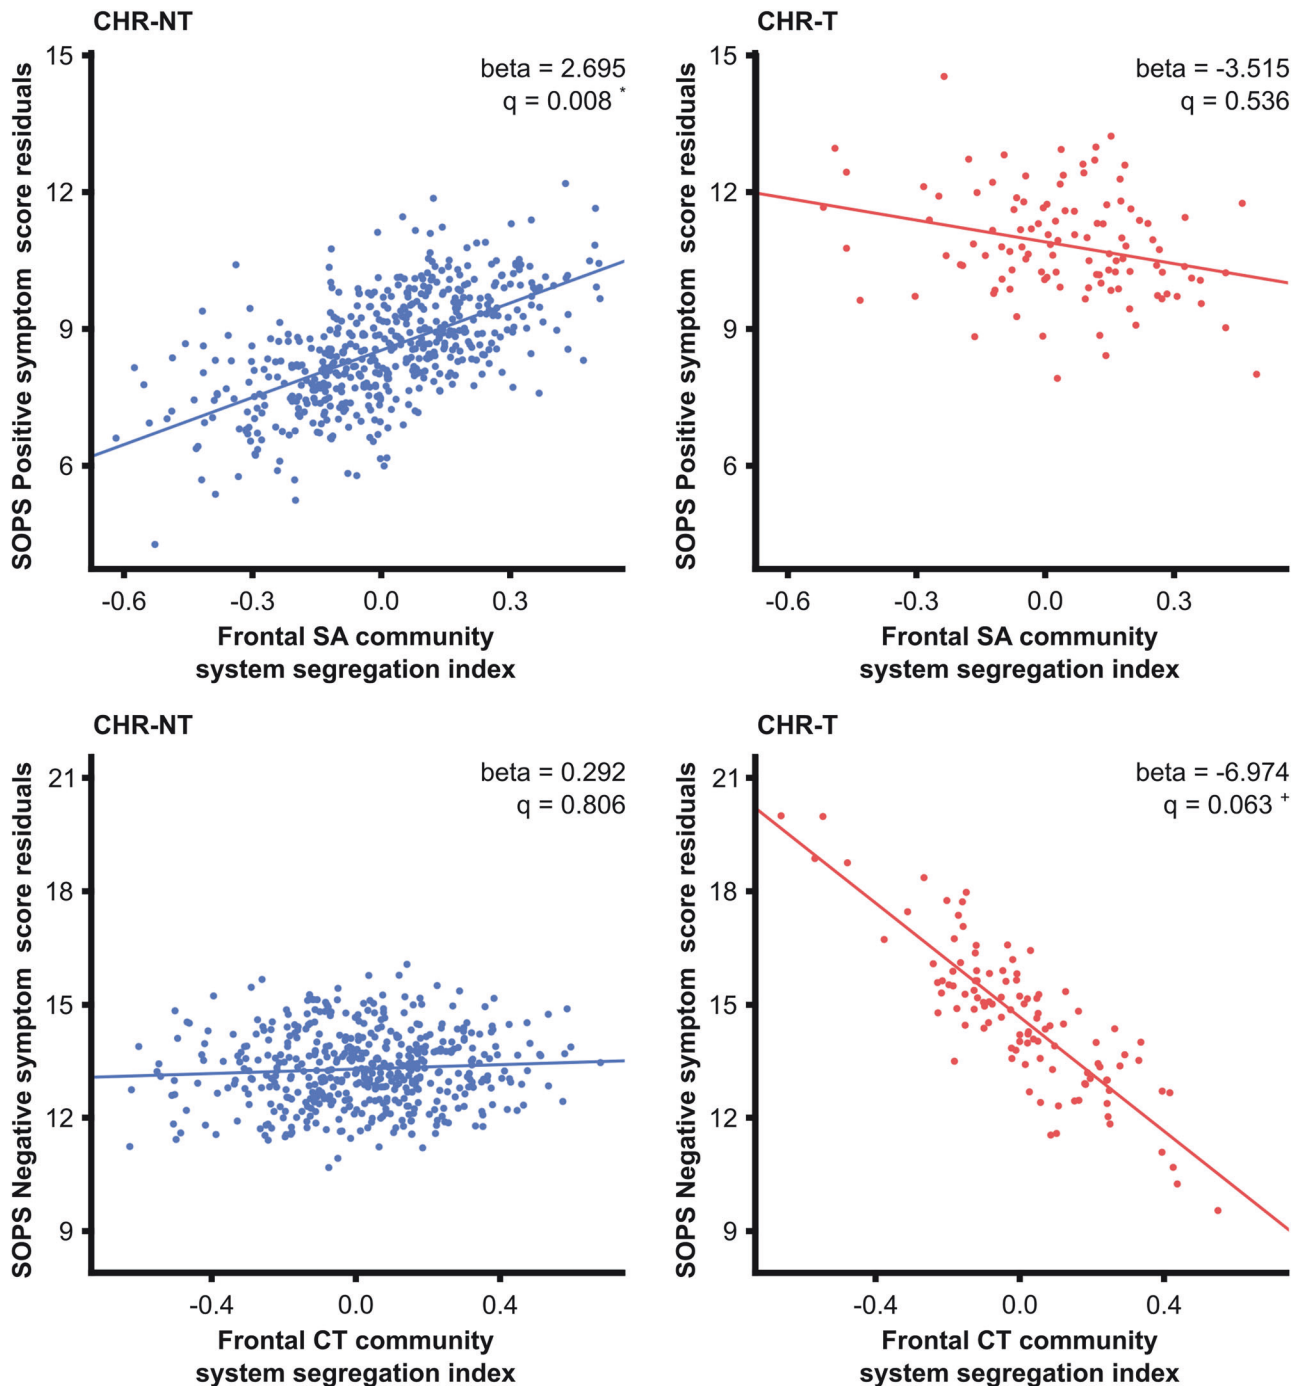 CHR-NT
beta = 2.695
q = 0.008 *
SOPS Positive symptom score residuals
15
12
9
6
-0.6 -0.3 0.0 0.3
Frontal SA community
system segregation index
CHR-T
beta = -3.515
q = 0.536
SOPS Positive symptom score residuals
15
12
9
6
-0.6 -0.3 0.0 0.3
Frontal SA community
system segregation index
CHR-NT
beta = 0.292
q = 0.806
SOPS Negative symptom score residuals
21
18
15
12
9
-0.4 0.0 0.4
Frontal CT community
system segregation index
CHR-T
beta = -6.974
q = 0.063 +
SOPS Negative symptom score residuals
21
18
15
12
9
-0.4 0.0 0.4
Frontal CT community
system segregation index